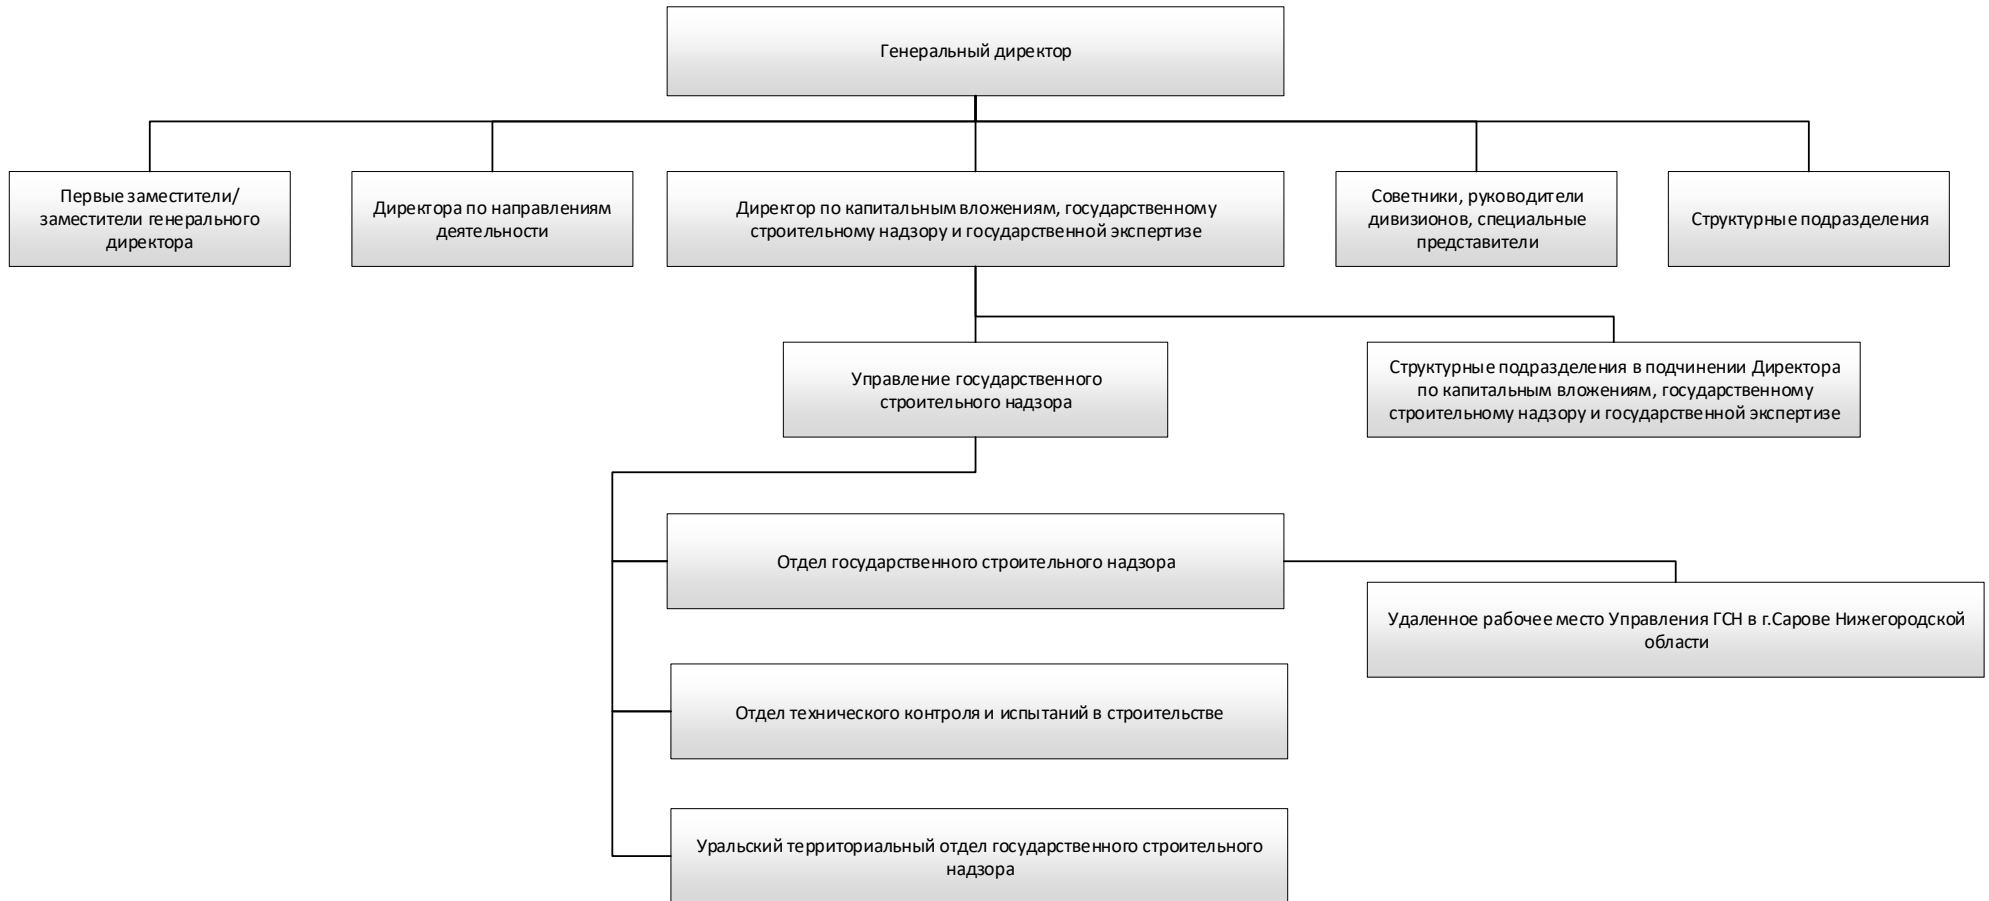 Генеральный директор
Первые заместители/
заместители генерального
директора
Директора по направлениям
деятельности
Директор по капитальным вложениям, государственному
строительному надзору и государственной экспертизе
Советники, руководители
дивизионов, специальные
представители
Структурные подразделения
Управление государственного
строительного надзора
Структурные подразделения в подчинении Директора
по капитальным вложениям, государственному
строительному надзору и государственной экспертизе
Отдел государственного строительного надзора
Удаленное рабочее место Управления ГСН в г.Сарове Нижегородской
области
Отдел технического контроля и испытаний в строительстве
Уральский территориальный отдел государственного строительного
надзора